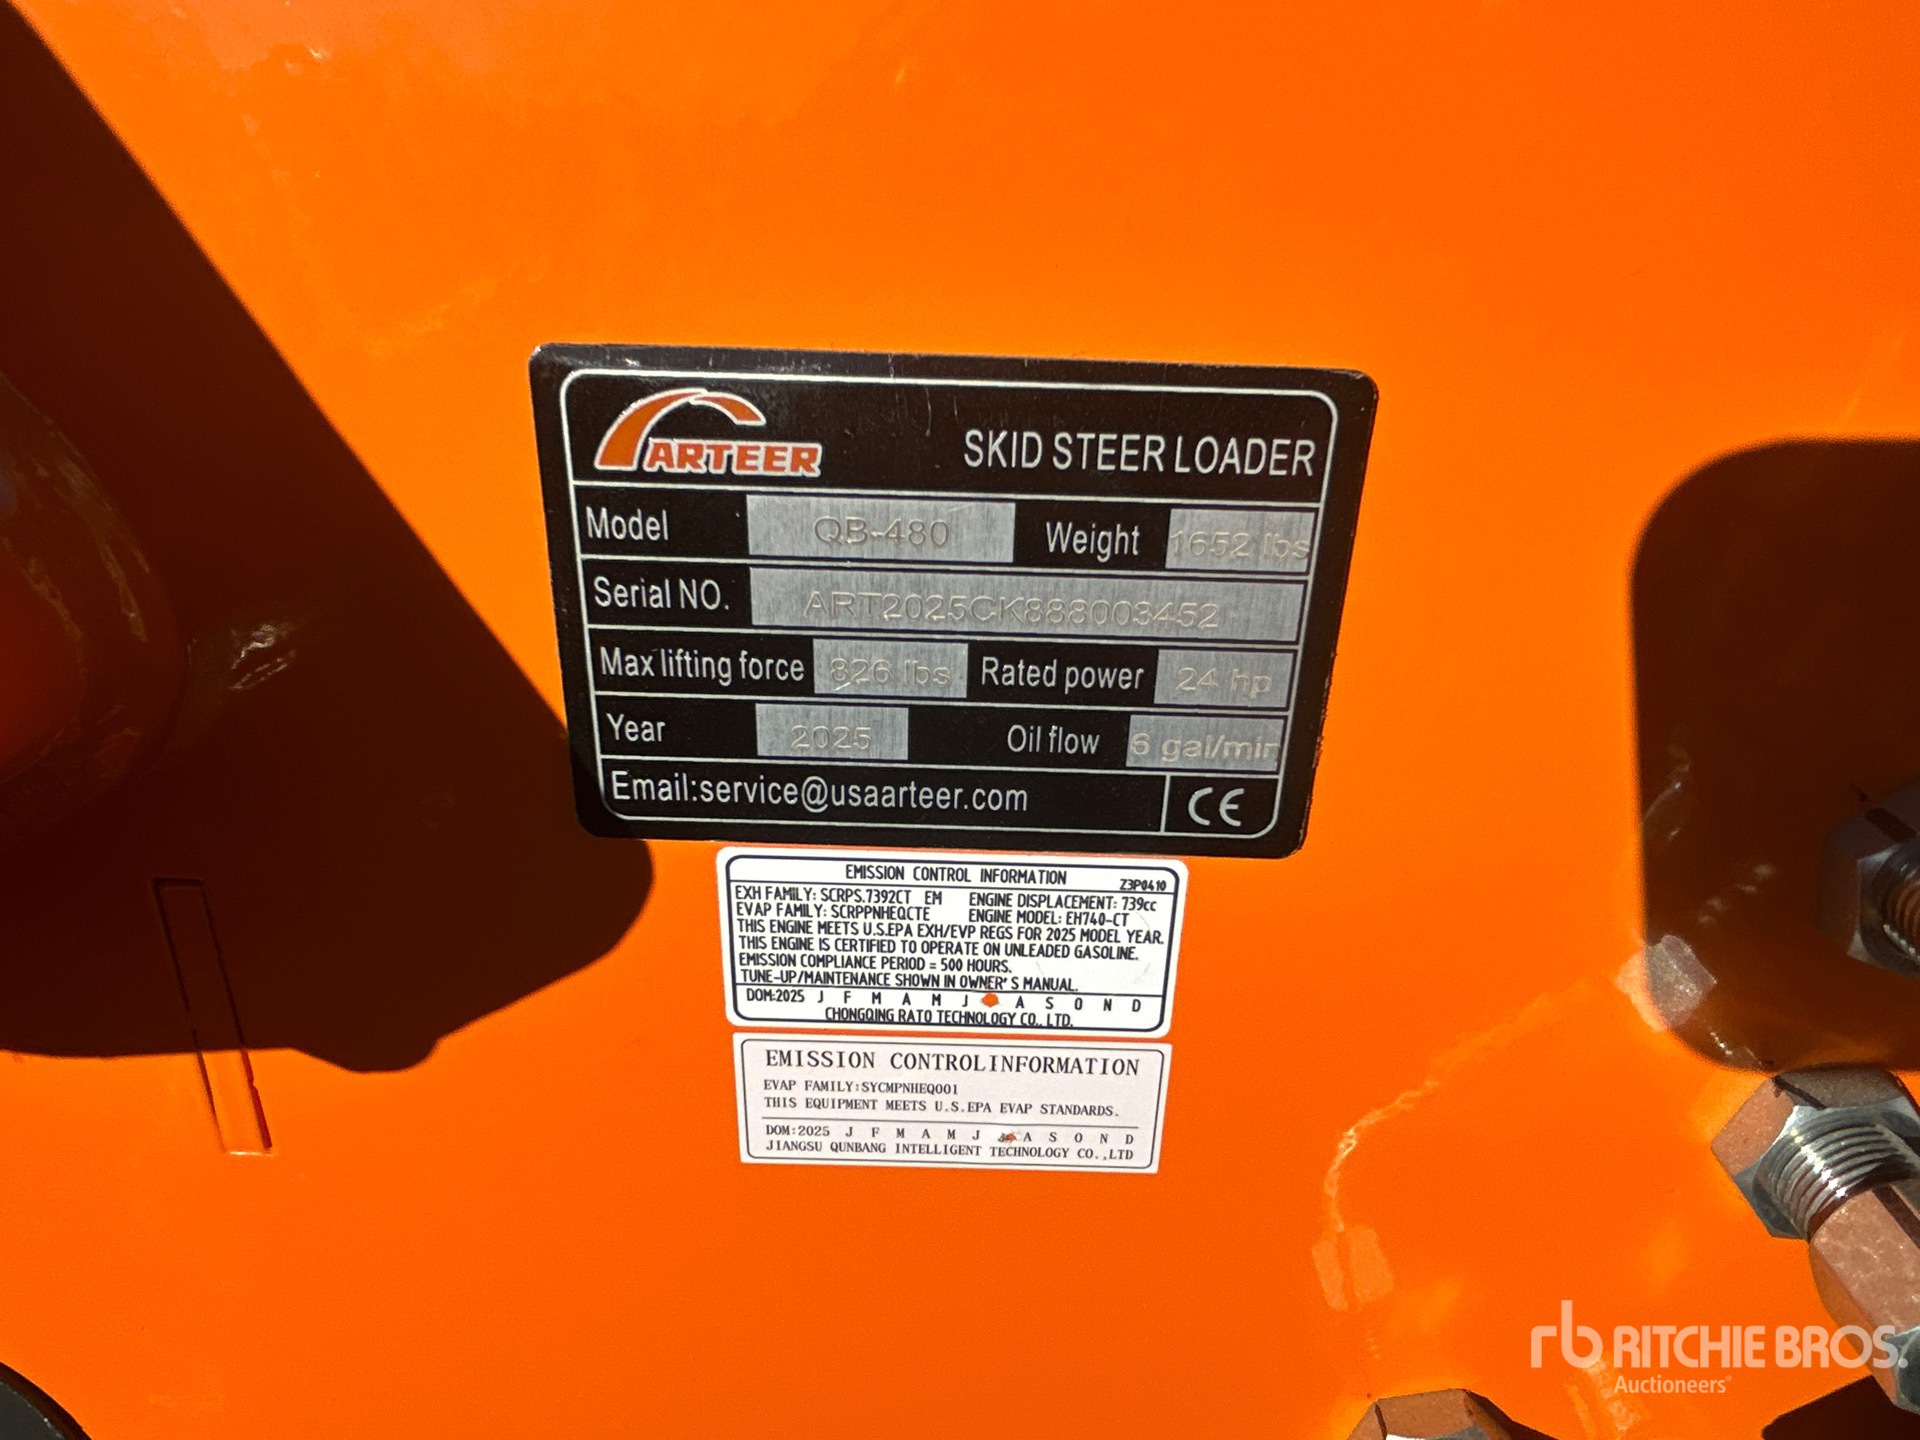 ARTEER SKID STEER LOADER
Model QB-480 Weight 1652 lbs
Serial NO. ART2025CK888003452
Max lifting force 826 lbs Rated power 24 hp
Year 2025 Oil flow 6 gal/min
Email:service@usaarteer.com CE
EMISSION CONTROL INFORMATION Z3P0410
EXH FAMILY: SCRPS.7392CT EM ENGINE DISPLACEMENT: 739cc
EVAP FAMILY: SCRPPNHEQCTE ENGINE MODEL: EH740-CT
THIS ENGINE MEETS U.S.EPA EXH/EVP REGS FOR 2025 MODEL YEAR.
THIS ENGINE IS CERTIFIED TO OPERATE ON UNLEADED GASOLINE.
EMISSION COMPLIANCE PERIOD = 500 HOURS.
TUNE-UP/MAINTENANCE SHOWN IN OWNER'S MANUAL.
DOM:2025 J F M A M J A S O N D
CHONGQING RATO TECHNOLOGY CO., LTD.
EMISSION CONTROLINFORMATION
EVAP FAMILY:SYCMPNHEQ001
THIS EQUIPMENT MEETS U.S.EPA EVAP STANDARDS.
DOM:2025 J F M A M J A S O N D
JIANGSU QUNBANG INTELLIGENT TECHNOLOGY CO.,LTD
rb RITCHIE BROS.
Auctioneers